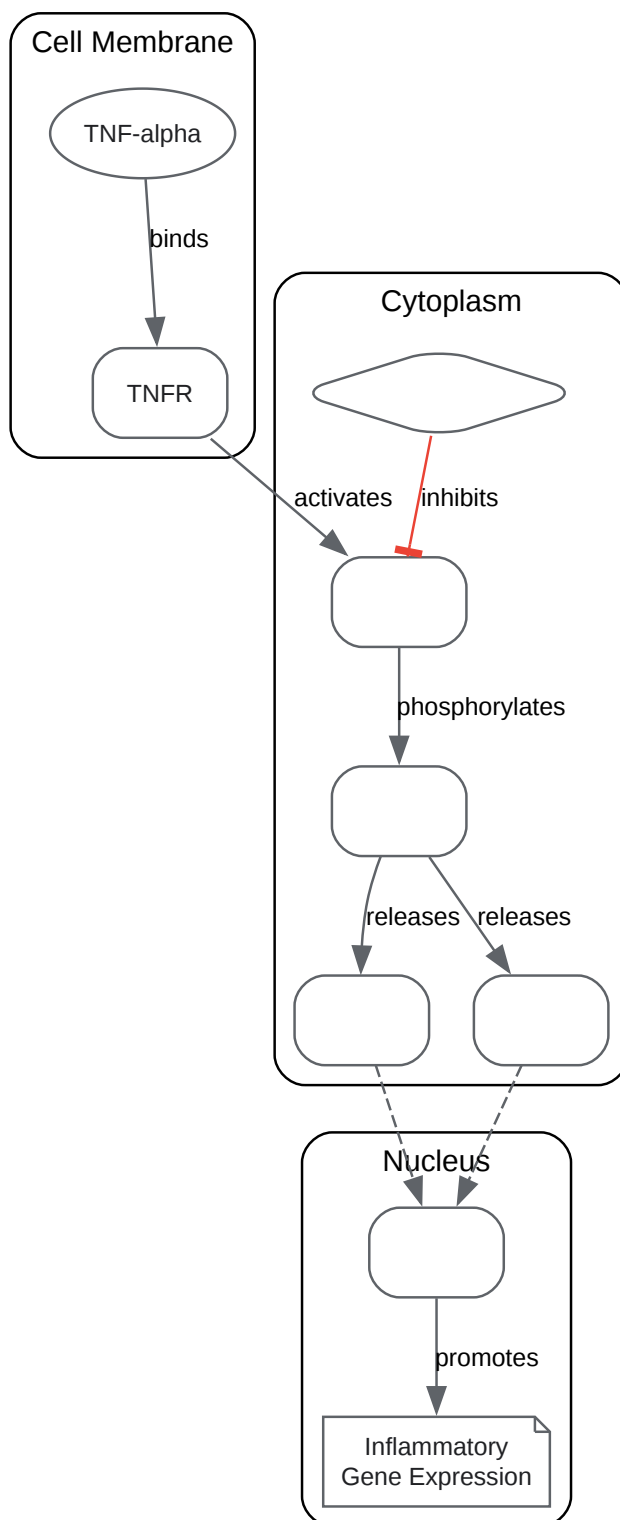 Cell Membrane
TNF-alpha
binds
TNFR
Cytoplasm
activates
inhibits
phosphorylates
releases
releases
Nucleus
promotes
Inflammatory
Gene Expression